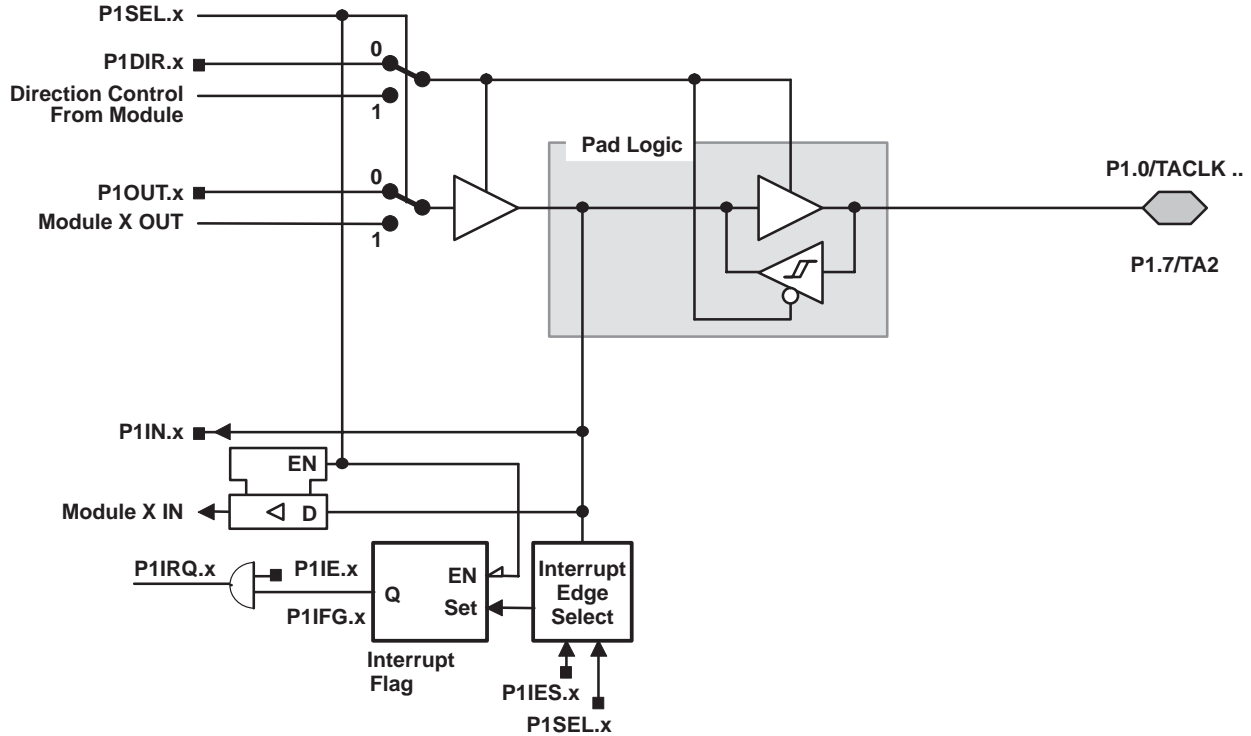 P1SEL.x
0
P1DIR.x
Direction Control
From Module
1
Pad Logic
P1.0/TACLK ..
0
P1OUT.x
Module X OUT
1
P1.7/TA2
P1IN.x
EN
Module X IN
D
P1IRQ.x
P1IE.x
P1IFG.x
Q
EN
Set
Interrupt
Edge
Select
Interrupt
Flag
P1IES.x
P1SEL.x